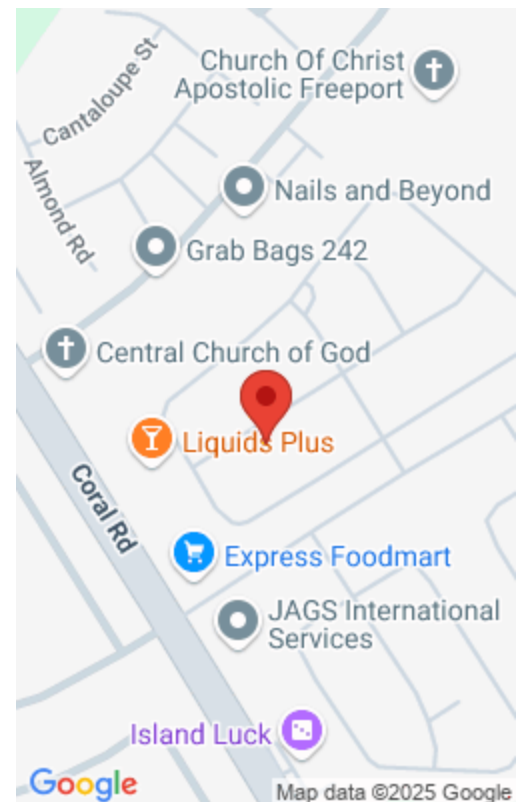 Cantaloupe St
Church Of Christ
Apostolic Freeport
Almond Rd
Nails and Beyond
Grab Bags 242
Central Church of God
Liquids Plus
Coral Rd
Express Foodmart
JAGS International
Services
Island Luck
Google
Map data ©2025 Google